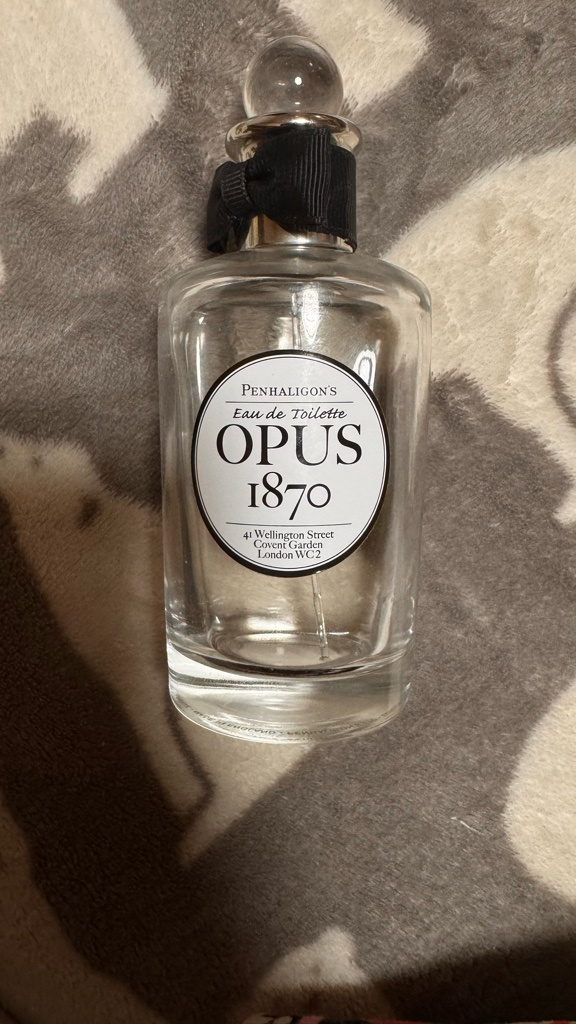 PENHALIGON'S
Eau de Toilette
OPUS
1870
41 Wellington Street
Covent Garden
London WC2